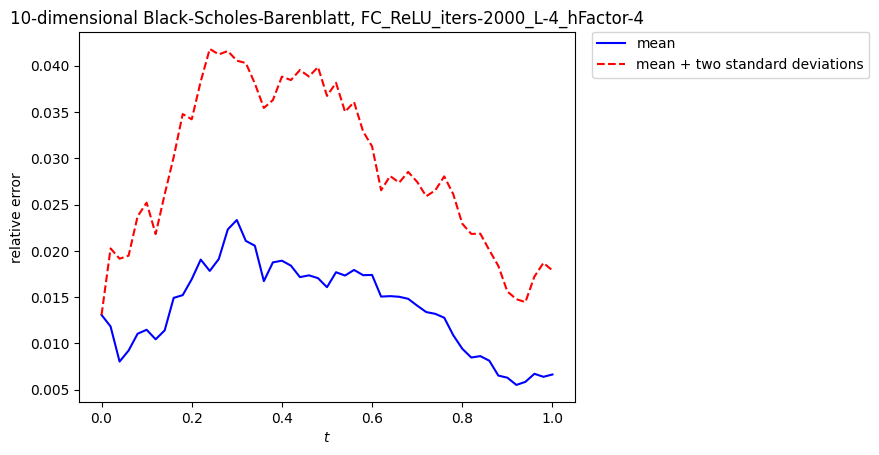 10-dimensional Black-Scholes-Barenblatt, FC_ReLU_iters-2000_L-4_hFactor-4
mean
mean + two standard deviations
relative error
0.040
0.035
0.030
0.025
0.020
0.015
0.010
0.005
0.0 0.2 0.4 0.6 0.8 1.0
t